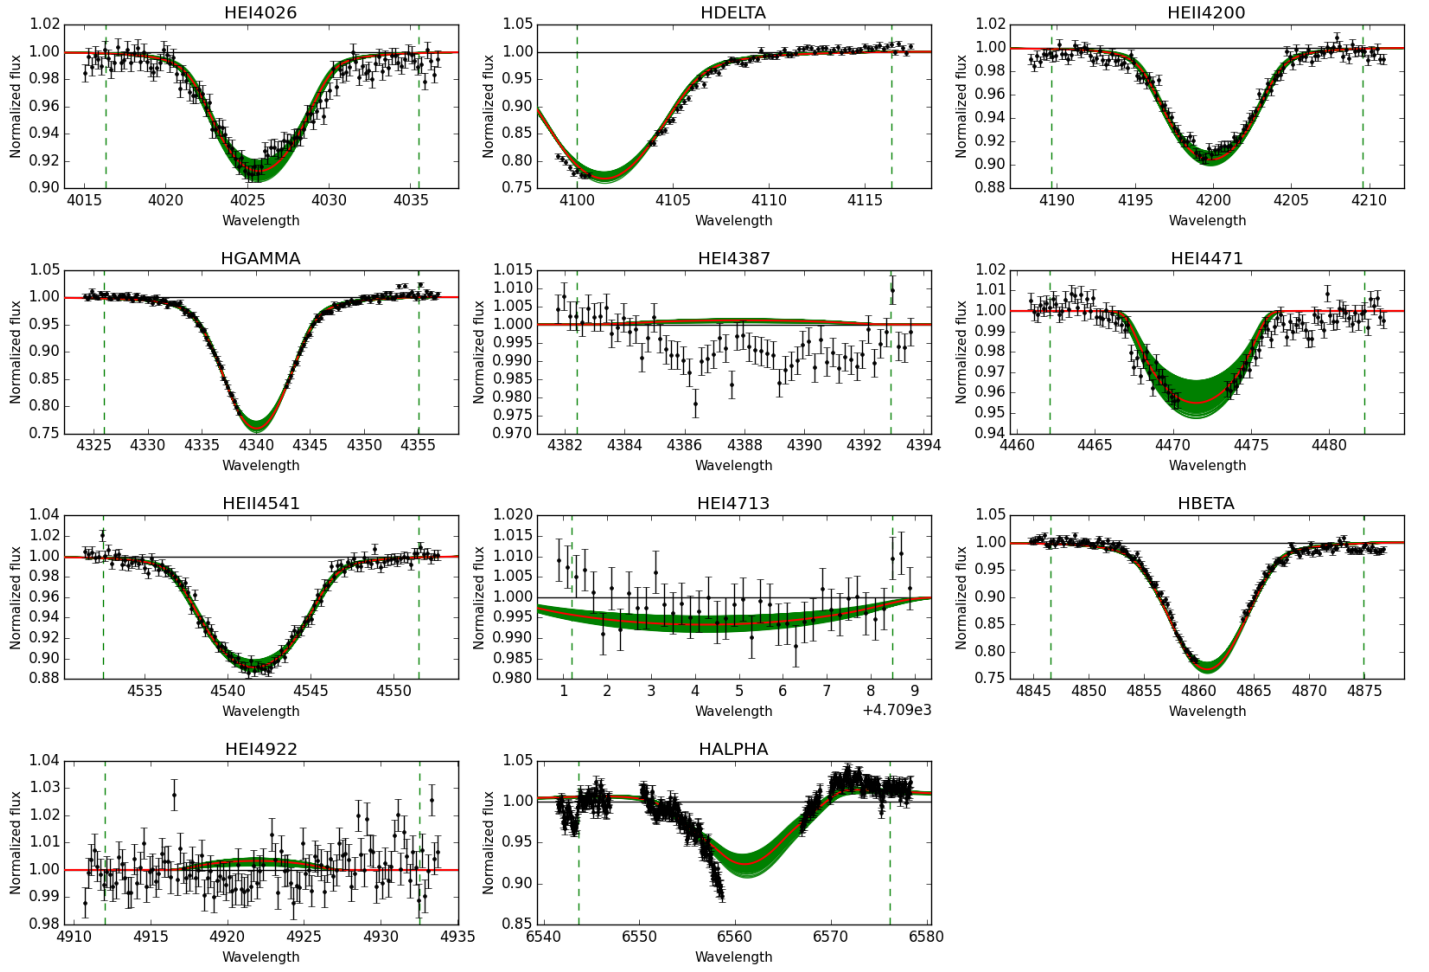 HEI4026
Normalized flux
1.02
1.00
0.98
0.96
0.94
0.92
0.90
4015 4020 4025 4030 4035
Wavelength
HDELTA
Normalized flux
1.05
1.00
0.95
0.90
0.85
0.80
0.75
4100 4105 4110 4115
Wavelength
HEII4200
Normalized flux
1.02
1.00
0.98
0.96
0.94
0.92
0.90
0.88
4190 4195 4200 4205 4210
Wavelength
HGAMMA
Normalized flux
1.05
1.00
0.95
0.90
0.85
0.80
0.75
4325 4330 4335 4340 4345 4350 4355
Wavelength
HEI4387
Normalized flux
1.015
1.010
1.005
1.000
0.995
0.990
0.985
0.980
0.975
0.970
4382 4384 4386 4388 4390 4392 4394
Wavelength
HEI4471
Normalized flux
1.02
1.01
1.00
0.99
0.98
0.97
0.96
0.95
0.94
4460 4465 4470 4475 4480
Wavelength
HEII4541
Normalized flux
1.04
1.02
1.00
0.98
0.96
0.94
0.92
0.90
0.88
4535 4540 4545 4550
Wavelength
HEI4713
Normalized flux
1.020
1.015
1.010
1.005
1.000
0.995
0.990
0.985
0.980
1 2 3 4 5 6 7 8 9
Wavelength
+4.709e3
HBETA
Normalized flux
1.05
1.00
0.95
0.90
0.85
0.80
0.75
4845 4850 4855 4860 4865 4870 4875
Wavelength
HEI4922
Normalized flux
1.04
1.03
1.02
1.01
1.00
0.99
0.98
4910 4915 4920 4925 4930 4935
Wavelength
HALPHA
Normalized flux
1.05
1.00
0.95
0.90
0.85
6540 6550 6560 6570 6580
Wavelength